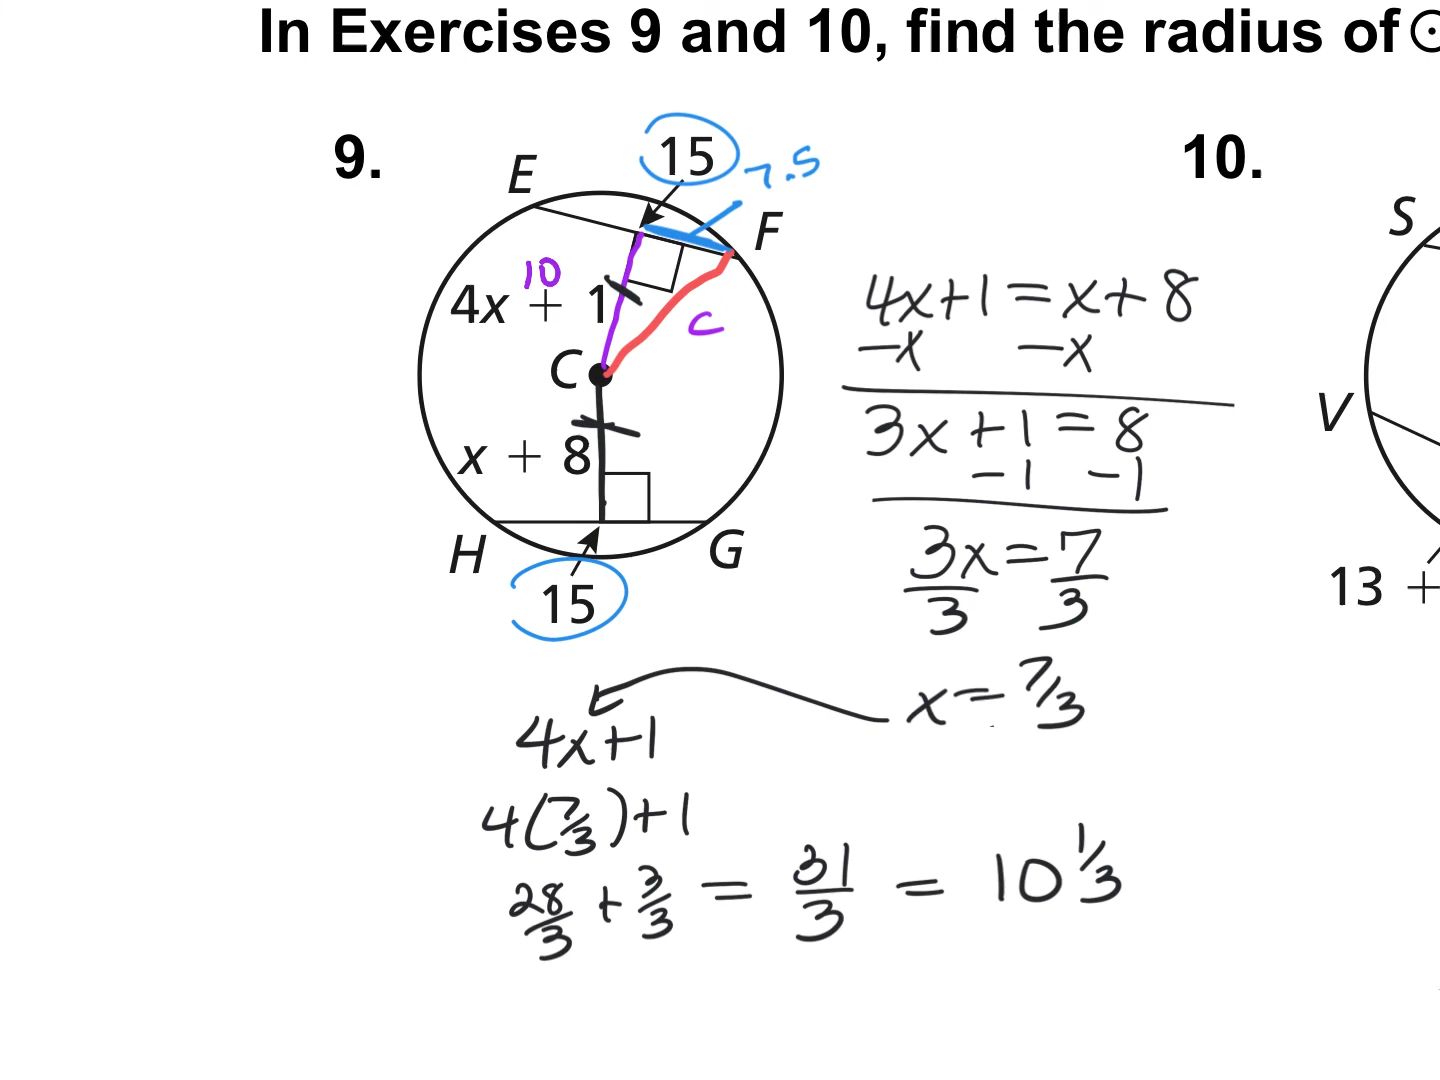 In Exercises 9 and 10, find the radius of ⊙
9.
10.
E
15
7.5
F
S
10
4x + 1
C
C
x + 8
H
G
15
V
13 +
4x+1 = x+8
-x -x
3x+1 = 8
-1 -1
3x = 7
3 3
x = 7/3
4x+1
4(7/3)+1
28/3 + 3/3 = 31/3 = 10 1/3